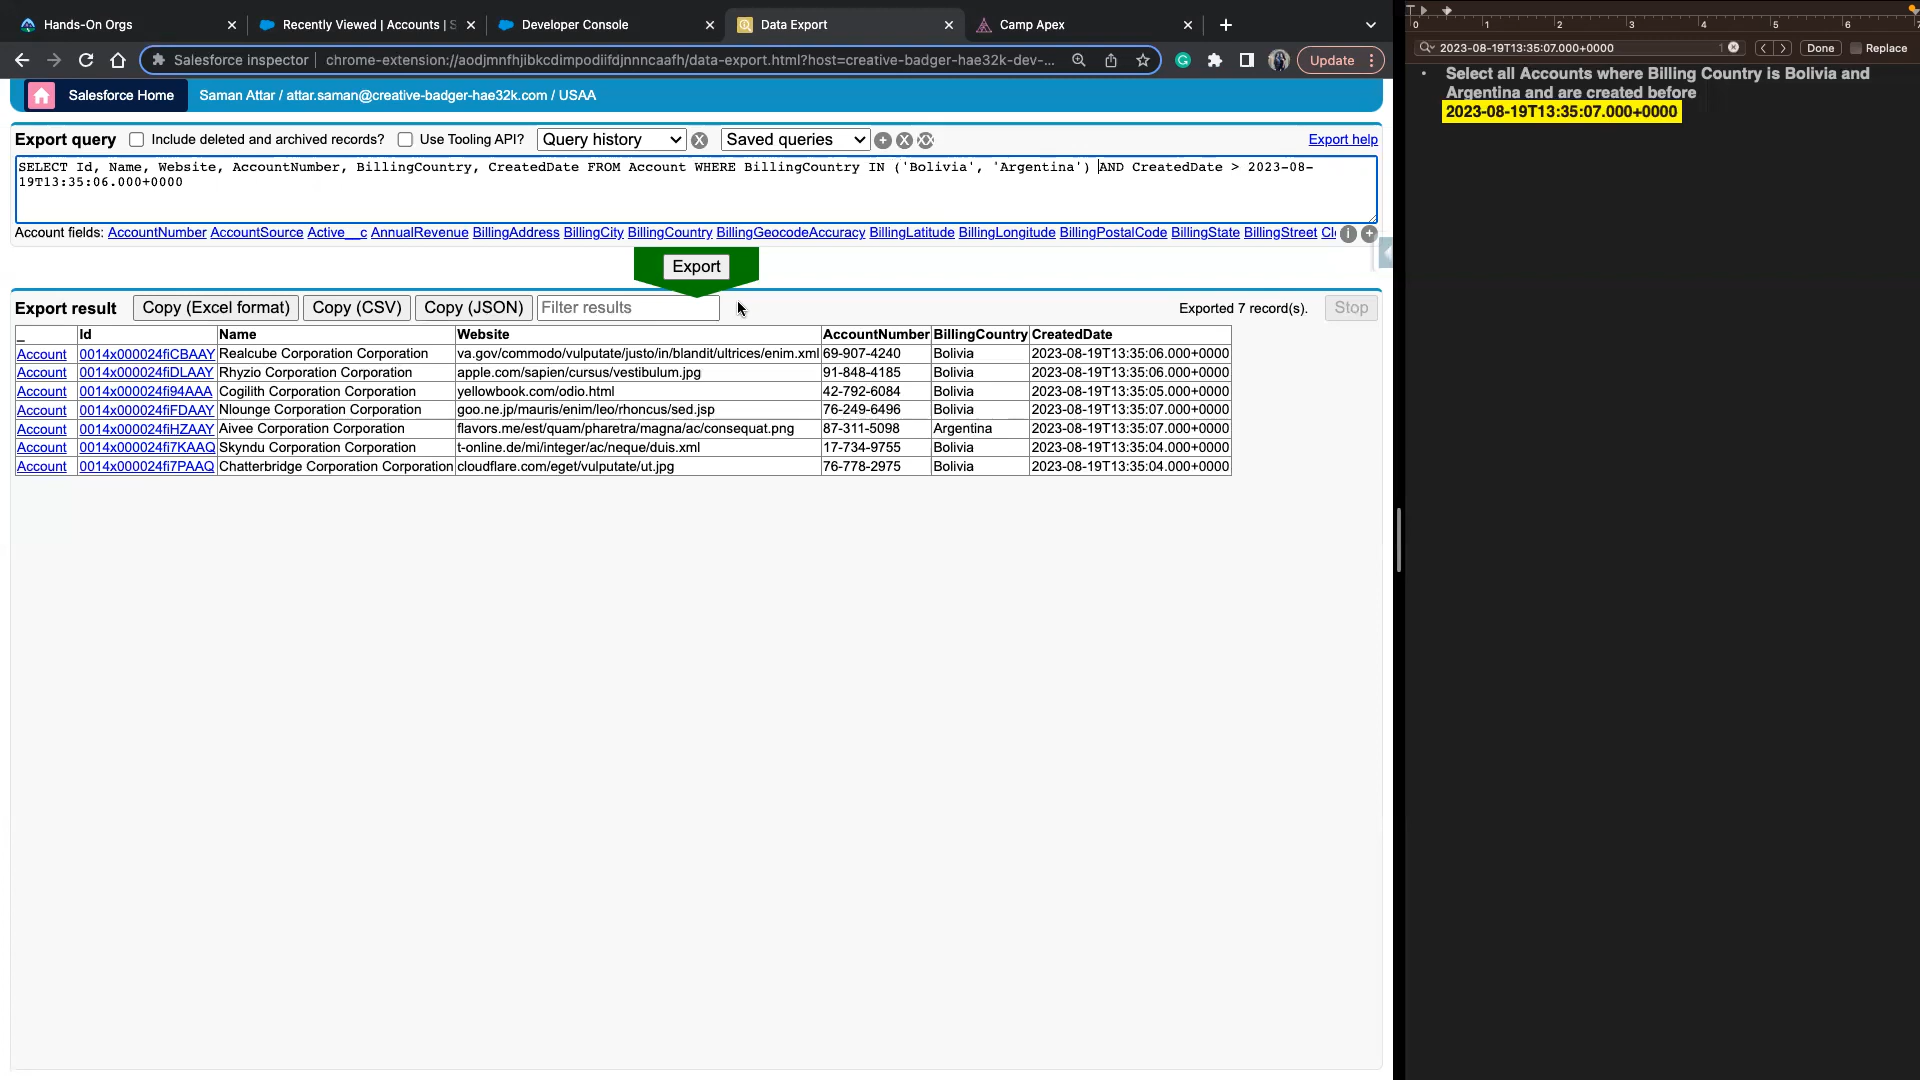 Hands-On Orgs
Recently Viewed | Accounts | S
Developer Console
Data Export
Camp Apex
Salesforce inspector
chrome-extension://aodjmnfhjibkcdimpodiifdjnnncaafh/data-export.html?host=creative-badger-hae32k-dev-...
Update
Salesforce Home
Saman Attar / attar.saman@creative-badger-hae32k.com / USAA
Export query
Include deleted and archived records?
Use Tooling API?
Query history
X
Saved queries
+
X
XX
Export help
SELECT Id, Name, Website, AccountNumber, BillingCountry, CreatedDate FROM Account WHERE BillingCountry IN ('Bolivia', 'Argentina') AND CreatedDate > 2023-08-
19T13:35:06.000+0000
Account fields: AccountNumber AccountSource Active__c AnnualRevenue BillingAddress BillingCity BillingCountry BillingGeocodeAccuracy BillingLatitude BillingLongitude BillingPostalCode BillingState BillingStreet Cl
i
+
Export
Export result
Copy (Excel format)
Copy (CSV)
Copy (JSON)
Filter results
Exported 7 record(s).
Stop
_ Id Name Website AccountNumber BillingCountry CreatedDate
Account 0014x000024fiCBAAY Realcube Corporation Corporation va.gov/commodo/vulputate/justo/in/blandit/ultrices/enim.xml 69-907-4240 Bolivia 2023-08-19T13:35:06.000+0000
Account 0014x000024fiDLAAY Rhyzio Corporation Corporation apple.com/sapien/cursus/vestibulum.jpg 91-848-4185 Bolivia 2023-08-19T13:35:06.000+0000
Account 0014x000024fi94AAA Cogilith Corporation Corporation yellowbook.com/odio.html 42-792-6084 Bolivia 2023-08-19T13:35:05.000+0000
Account 0014x000024fiFDAAY Nlounge Corporation Corporation goo.ne.jp/mauris/enim/leo/rhoncus/sed.jsp 76-249-6496 Bolivia 2023-08-19T13:35:07.000+0000
Account 0014x000024fiHZAAY Aivee Corporation Corporation flavors.me/est/quam/pharetra/magna/ac/consequat.png 87-311-5098 Argentina 2023-08-19T13:35:07.000+0000
Account 0014x000024fi7KAAQ Skyndu Corporation Corporation t-online.de/mi/integer/ac/neque/duis.xml 17-734-9755 Bolivia 2023-08-19T13:35:04.000+0000
Account 0014x000024fi7PAAQ Chatterbridge Corporation Corporation cloudflare.com/eget/vulputate/ut.jpg 76-778-2975 Bolivia 2023-08-19T13:35:04.000+0000
0 1 2 3 4 5 6 7
2023-08-19T13:35:07.000+0000
1
Done
Replace
• Select all Accounts where Billing Country is Bolivia and
Argentina and are created before
2023-08-19T13:35:07.000+0000